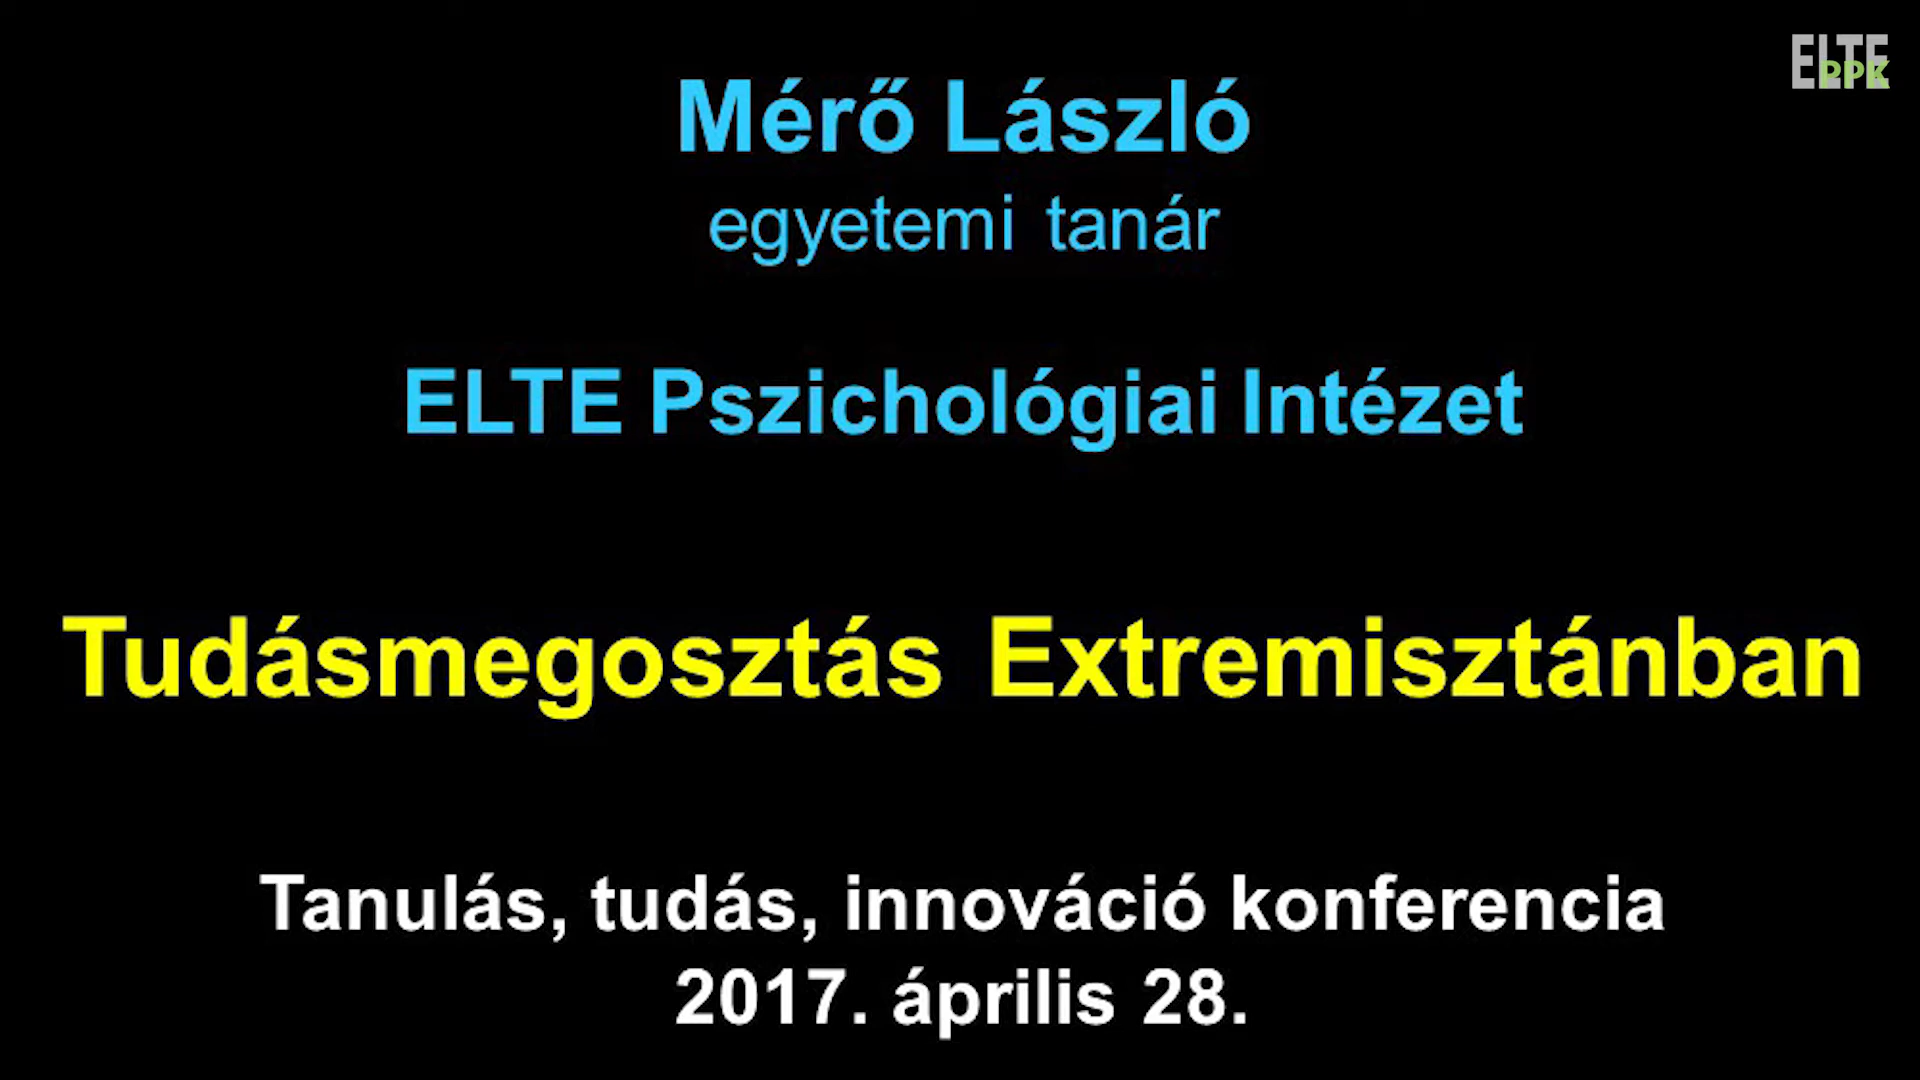 ELTE
PPK
Mérő László
egyetemi tanár
ELTE Pszichológiai Intézet
Tudásmegosztás Extremisztánban
Tanulás, tudás, innováció konferencia
2017. április 28.